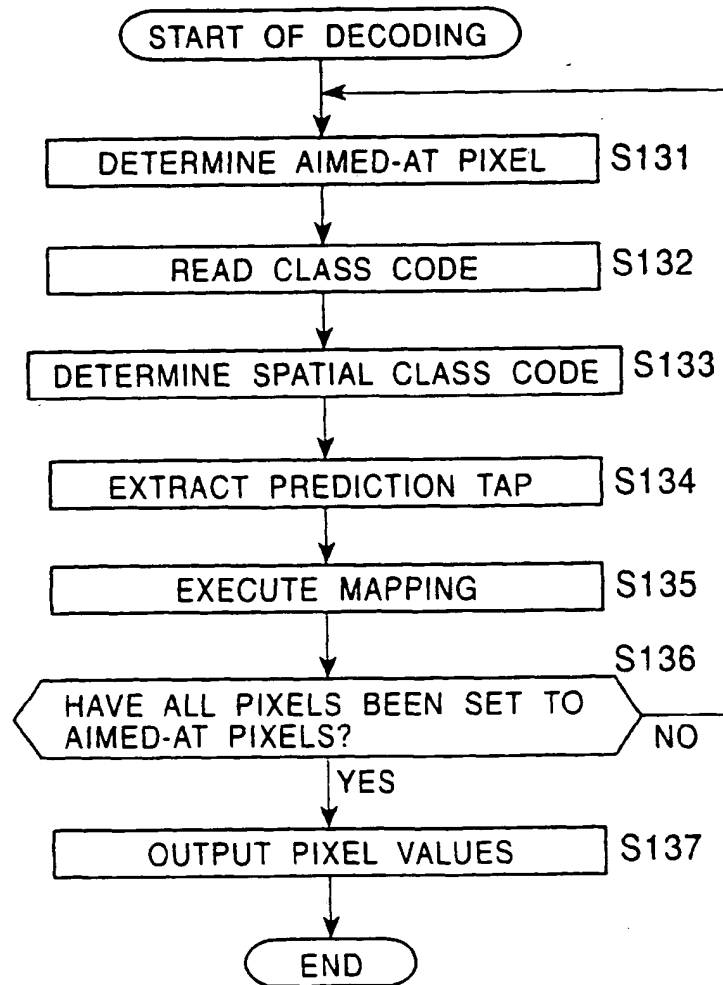 START OF DECODING
DETERMINE AIMED-AT PIXEL S131
READ CLASS CODE S132
DETERMINE SPATIAL CLASS CODE S133
EXTRACT PREDICTION TAP S134
EXECUTE MAPPING S135
S136
HAVE ALL PIXELS BEEN SET TO
AIMED-AT PIXELS?
NO
YES
OUTPUT PIXEL VALUES S137
END